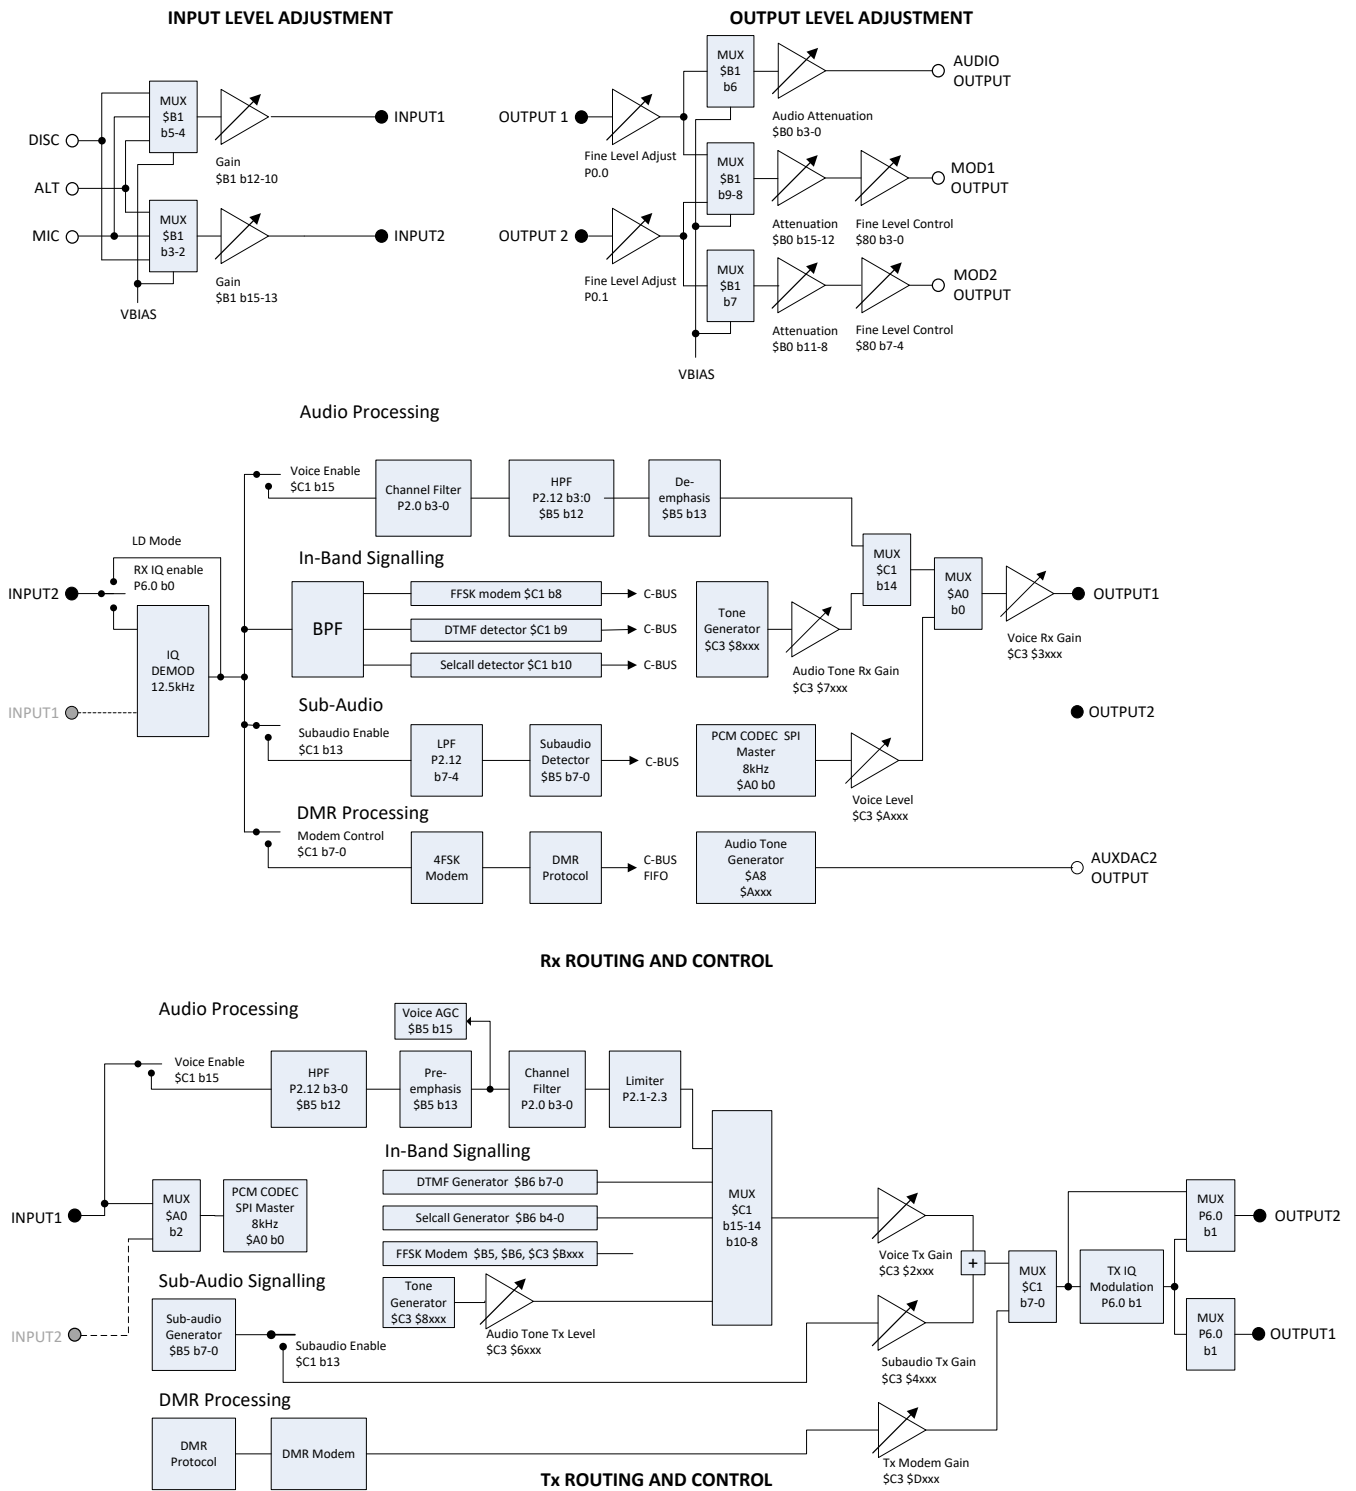 INPUT LEVEL ADJUSTMENT
DISC
ALT
MIC
MUX
$B1
b5-4
Gain
$B1 b12-10
INPUT1
MUX
$B1
b3-2
Gain
$B1 b15-13
INPUT2
VBIAS
OUTPUT LEVEL ADJUSTMENT
OUTPUT 1
Fine Level Adjust
P0.0
OUTPUT 2
Fine Level Adjust
P0.1
MUX
$B1
b6
Audio Attenuation
$B0 b3-0
AUDIO
OUTPUT
MUX
$B1
b9-8
Attenuation
$B0 b15-12
Fine Level Control
$80 b3-0
MOD1
OUTPUT
MUX
$B1
b7
Attenuation
$B0 b11-8
Fine Level Control
$80 b7-4
MOD2
OUTPUT
VBIAS
Audio Processing
Voice Enable
$C1 b15
Channel Filter
P2.0 b3-0
HPF
P2.12 b3:0
$B5 b12
De-
emphasis
$B5 b13
LD Mode
RX IQ enable
P6.0 b0
INPUT2
IQ
DEMOD
12.5kHz
INPUT1
In-Band Signalling
BPF
FFSK modem $C1 b8
C-BUS
DTMF detector $C1 b9
C-BUS
Selcall detector $C1 b10
C-BUS
Tone
Generator
$C3 $8xxx
Audio Tone Rx Gain
$C3 $7xxx
MUX
$C1
b14
MUX
$A0
b0
Voice Rx Gain
$C3 $3xxx
OUTPUT1
OUTPUT2
Sub-Audio
Subaudio Enable
$C1 b13
LPF
P2.12
b7-4
Subaudio
Detector
$B5 b7-0
C-BUS
PCM CODEC SPI
Master
8kHz
$A0 b0
Voice Level
$C3 $Axxx
DMR Processing
Modem Control
$C1 b7-0
4FSK
Modem
DMR
Protocol
C-BUS
FIFO
Audio Tone
Generator
$A8
$Axxx
AUXDAC2
OUTPUT
Rx ROUTING AND CONTROL
Audio Processing
Voice Enable
$C1 b15
HPF
P2.12 b3-0
$B5 b12
Voice AGC
$B5 b15
Pre-
emphasis
$B5 b13
Channel
Filter
P2.0 b3-0
Limiter
P2.1-2.3
In-Band Signalling
DTMF Generator $B6 b7-0
Selcall Generator $B6 b4-0
FFSK Modem $B5, $B6, $C3 $Bxxx
Tone
Generator
$C3 $8xxx
Audio Tone Tx Level
$C3 $6xxx
MUX
$C1
b15-14
b10-8
INPUT1
MUX
$A0
b2
PCM CODEC
SPI Master
8kHz
$A0 b0
Sub-Audio Signalling
INPUT2
Sub-audio
Generator
$B5 b7-0
Subaudio Enable
$C1 b13
DMR Processing
DMR
Protocol
DMR Modem
Voice Tx Gain
$C3 $2xxx
+
Subaudio Tx Gain
$C3 $4xxx
Tx Modem Gain
$C3 $Dxxx
MUX
$C1
b7-0
TX IQ
Modulation
P6.0 b1
MUX
P6.0
b1
OUTPUT2
MUX
P6.0
b1
OUTPUT1
Tx ROUTING AND CONTROL